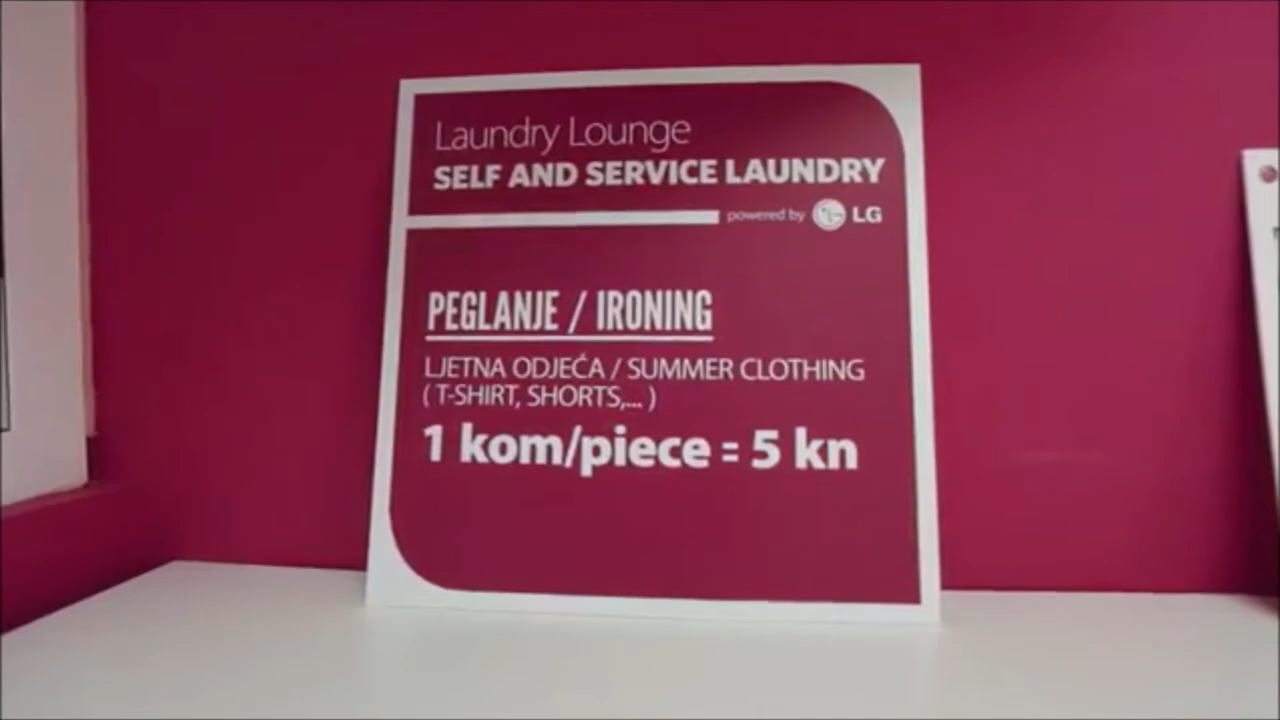 Laundry Lounge
SELF AND SERVICE LAUNDRY
powered by LG
PEGLANJE / IRONING
LJETNA ODJEĆA / SUMMER CLOTHING
( T-SHIRT, SHORTS,... )
1 kom/piece = 5 kn